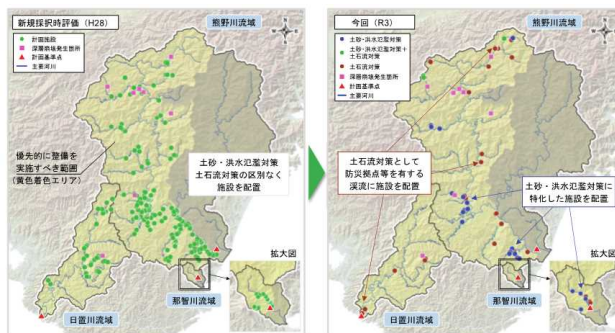 新規採択時評価（H28）
計画施設
深層崩壊発生箇所
計画基準点
主要河川
熊野川流域
優先的に整備を
実施すべき範囲
（黄色着色エリア）
土砂・洪水氾濫対策
土石流対策の区別なく
施設を配置
拡大図
日置川流域
那智川流域
今回（R3）
土砂・洪水氾濫対策
土砂・洪水氾濫対策＋
土石流対策
土石流対策
深層崩壊発生箇所
計画基準点
主要河川
熊野川流域
土石流対策として
防災拠点等を有する
渓流に施設を配置
土砂・洪水氾濫対策に
特化した施設を配置
拡大図
日置川流域
那智川流域